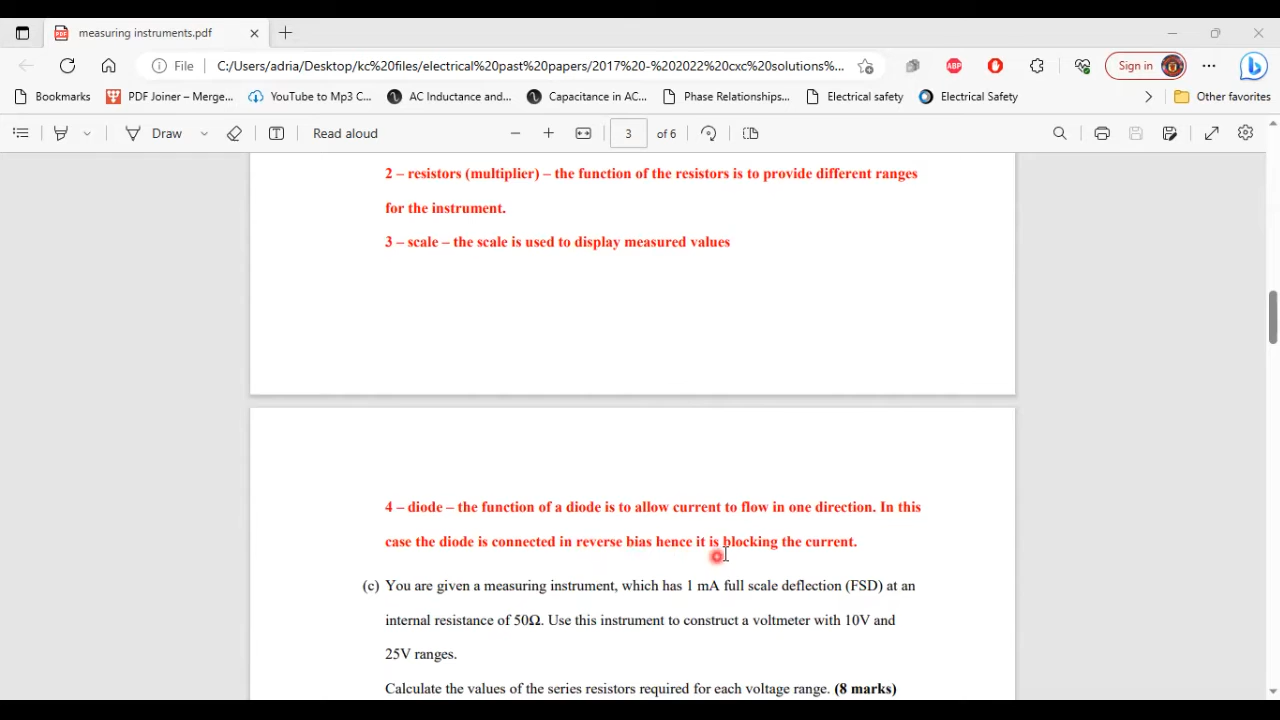 measuring instruments.pdf
File C:/Users/adria/Desktop/kc%20files/electrical%20past%20papers/2017%20-%202022%20cxc%20solutions%... ABP Sign in
Bookmarks PDF Joiner – Merge... YouTube to Mp3 C... AC Inductance and... Capacitance in AC... Phase Relationships... Electrical safety Electrical Safety Other favorites
Draw Read aloud 3 of 6
2 – resistors (multiplier) – the function of the resistors is to provide different ranges
for the instrument.
3 – scale – the scale is used to display measured values
4 – diode – the function of a diode is to allow current to flow in one direction. In this
case the diode is connected in reverse bias hence it is blocking the current.
(c) You are given a measuring instrument, which has 1 mA full scale deflection (FSD) at an
internal resistance of 50Ω. Use this instrument to construct a voltmeter with 10V and
25V ranges.
Calculate the values of the series resistors required for each voltage range. (8 marks)